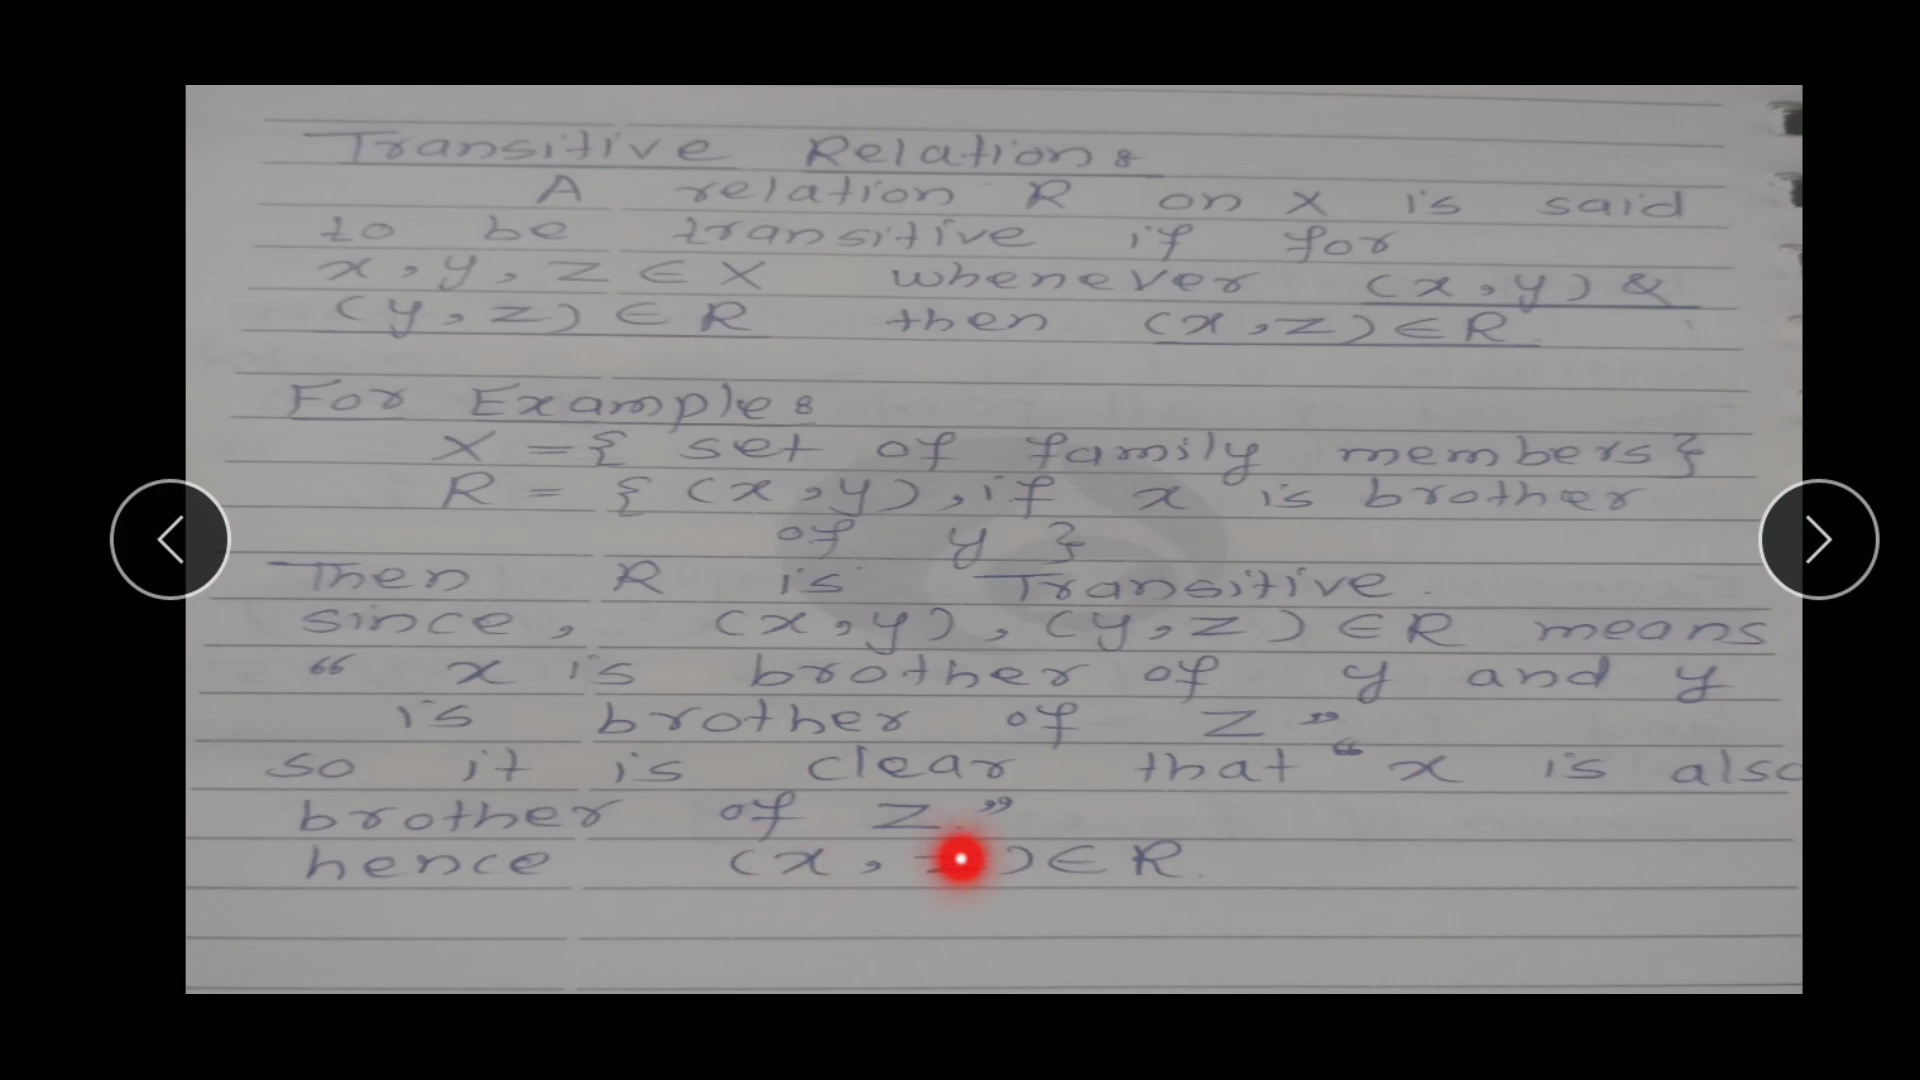 Transitive Relation:
A relation R on X is said
to be transitive if for
x, y, z ∈ X whenever (x, y) &
(y, z) ∈ R then (x, z) ∈ R.
For Example:
X = { set of family members}
R = { (x, y), if x is brother
of y }
Then R is Transitive.
since, (x, y), (y, z) ∈ R means
“ x is brother of y and y
is brother of z ”
so it is clear that “ x is also
brother of z.”
hence (x, z) ∈ R.